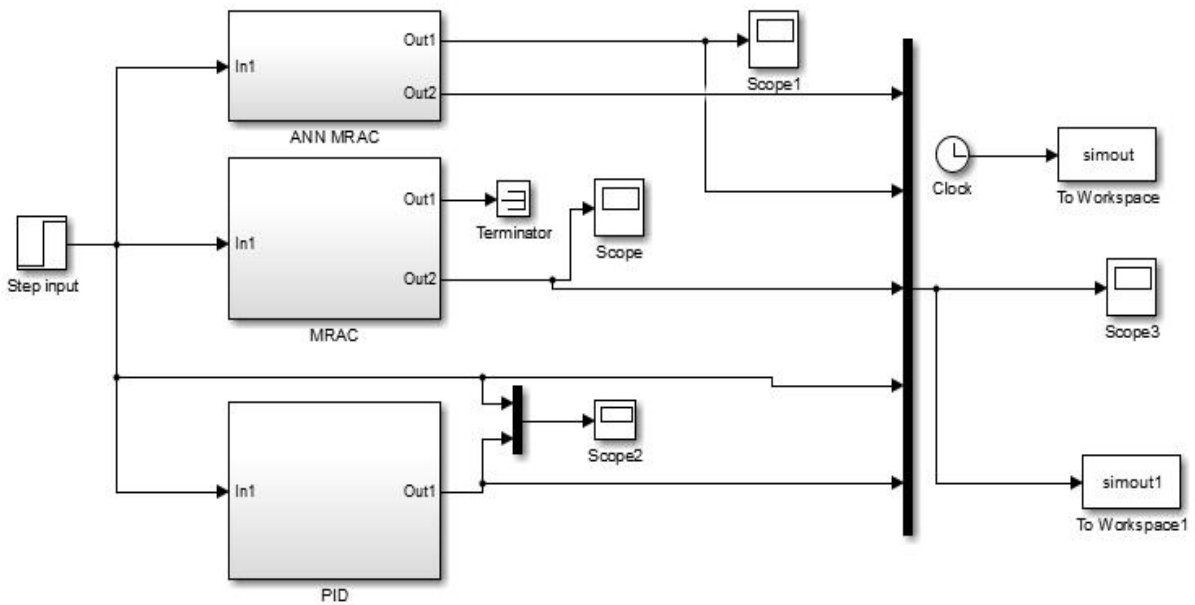 Out1
In1
Out2
ANN MRAC
Scope1
Clock
simout
To Workspace
Out1
Terminator
Scope
Step input
In1
Out2
MRAC
Scope3
Scope2
In1
Out1
PID
simout1
To Workspace1